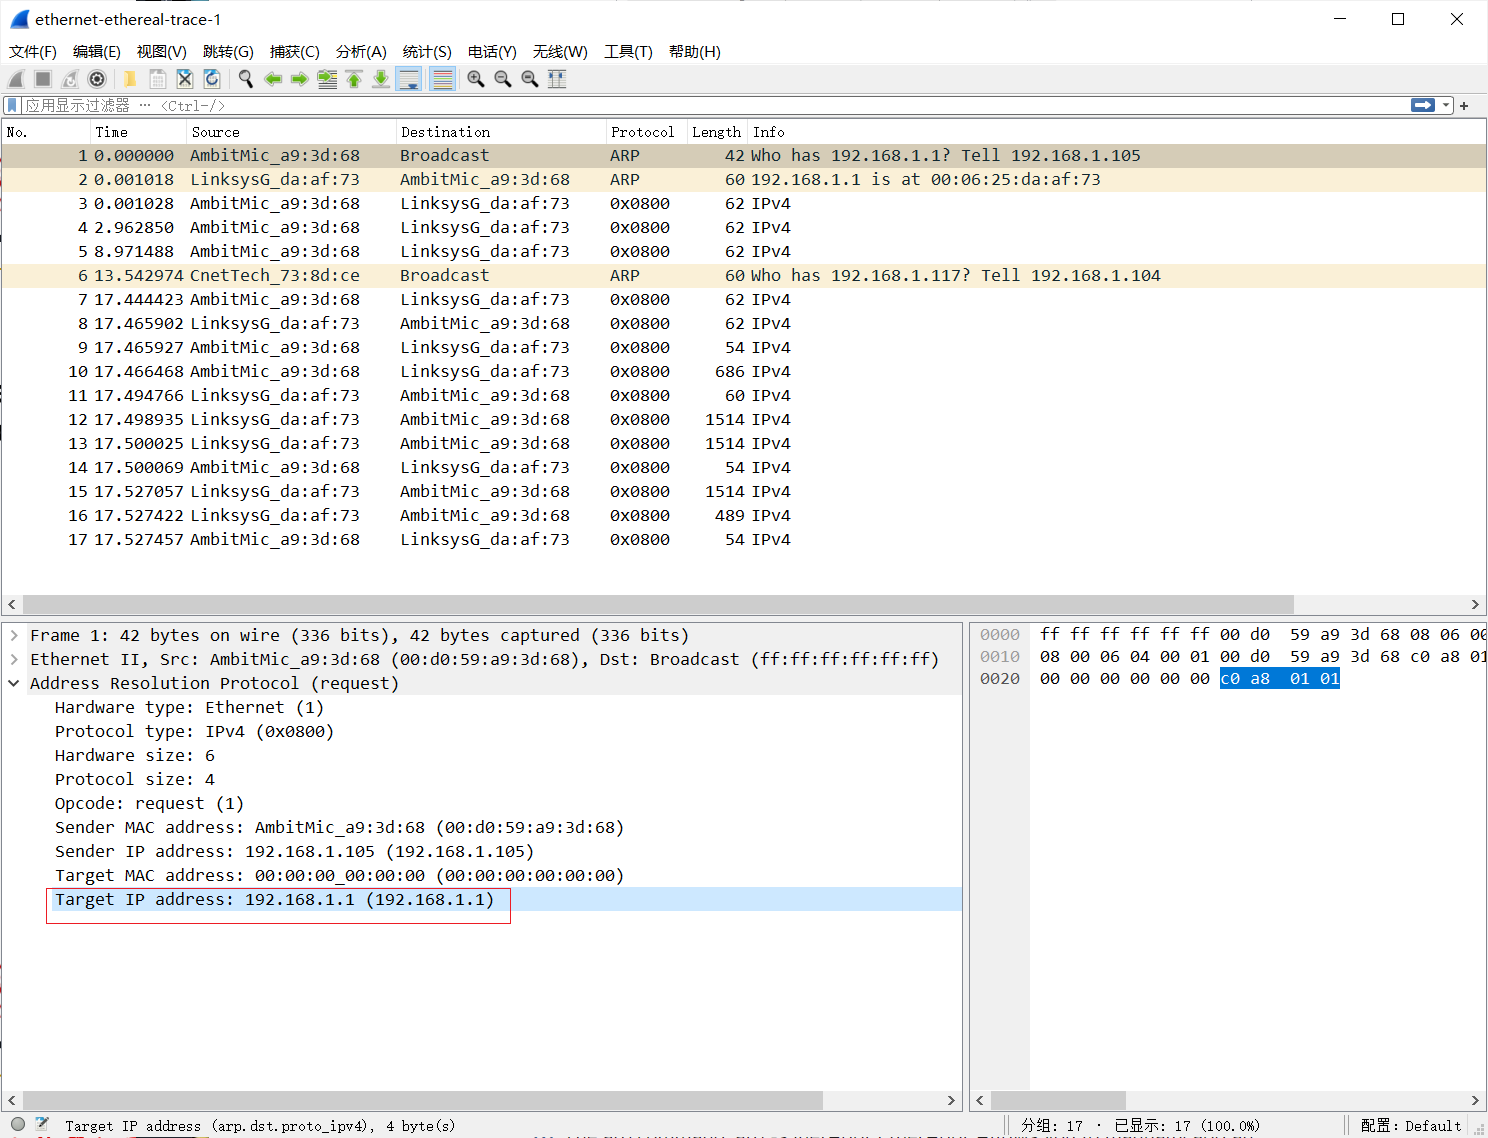 ethernet-ethereal-trace-1
文件(F) 编辑(E) 视图(V) 跳转(G) 捕获(C) 分析(A) 统计(S) 电话(Y) 无线(W) 工具(T) 帮助(H)
应用显示过滤器 … <Ctrl-/>
No. Time Source Destination Protocol Length Info
1 0.000000 AmbitMic_a9:3d:68 Broadcast ARP 42 Who has 192.168.1.1? Tell 192.168.1.105
2 0.001018 LinksysG_da:af:73 AmbitMic_a9:3d:68 ARP 60 192.168.1.1 is at 00:06:25:da:af:73
3 0.001028 AmbitMic_a9:3d:68 LinksysG_da:af:73 0x0800 62 IPv4
4 2.962850 AmbitMic_a9:3d:68 LinksysG_da:af:73 0x0800 62 IPv4
5 8.971488 AmbitMic_a9:3d:68 LinksysG_da:af:73 0x0800 62 IPv4
6 13.542974 CnetTech_73:8d:ce Broadcast ARP 60 Who has 192.168.1.117? Tell 192.168.1.104
7 17.444423 AmbitMic_a9:3d:68 LinksysG_da:af:73 0x0800 62 IPv4
8 17.465902 LinksysG_da:af:73 AmbitMic_a9:3d:68 0x0800 62 IPv4
9 17.465927 AmbitMic_a9:3d:68 LinksysG_da:af:73 0x0800 54 IPv4
10 17.466468 AmbitMic_a9:3d:68 LinksysG_da:af:73 0x0800 686 IPv4
11 17.494766 LinksysG_da:af:73 AmbitMic_a9:3d:68 0x0800 60 IPv4
12 17.498935 LinksysG_da:af:73 AmbitMic_a9:3d:68 0x0800 1514 IPv4
13 17.500025 LinksysG_da:af:73 AmbitMic_a9:3d:68 0x0800 1514 IPv4
14 17.500069 AmbitMic_a9:3d:68 LinksysG_da:af:73 0x0800 54 IPv4
15 17.527057 LinksysG_da:af:73 AmbitMic_a9:3d:68 0x0800 1514 IPv4
16 17.527422 LinksysG_da:af:73 AmbitMic_a9:3d:68 0x0800 489 IPv4
17 17.527457 AmbitMic_a9:3d:68 LinksysG_da:af:73 0x0800 54 IPv4
Frame 1: 42 bytes on wire (336 bits), 42 bytes captured (336 bits)
Ethernet II, Src: AmbitMic_a9:3d:68 (00:d0:59:a9:3d:68), Dst: Broadcast (ff:ff:ff:ff:ff:ff)
Address Resolution Protocol (request)
Hardware type: Ethernet (1)
Protocol type: IPv4 (0x0800)
Hardware size: 6
Protocol size: 4
Opcode: request (1)
Sender MAC address: AmbitMic_a9:3d:68 (00:d0:59:a9:3d:68)
Sender IP address: 192.168.1.105 (192.168.1.105)
Target MAC address: 00:00:00_00:00:00 (00:00:00:00:00:00)
Target IP address: 192.168.1.1 (192.168.1.1)
0000 ff ff ff ff ff ff 00 d0 59 a9 3d 68 08 06 00
0010 08 00 06 04 00 01 00 d0 59 a9 3d 68 c0 a8 01
0020 00 00 00 00 00 00 c0 a8 01 01
Target IP address (arp.dst.proto_ipv4), 4 byte(s) 分组: 17 · 已显示: 17 (100.0%) 配置: Default